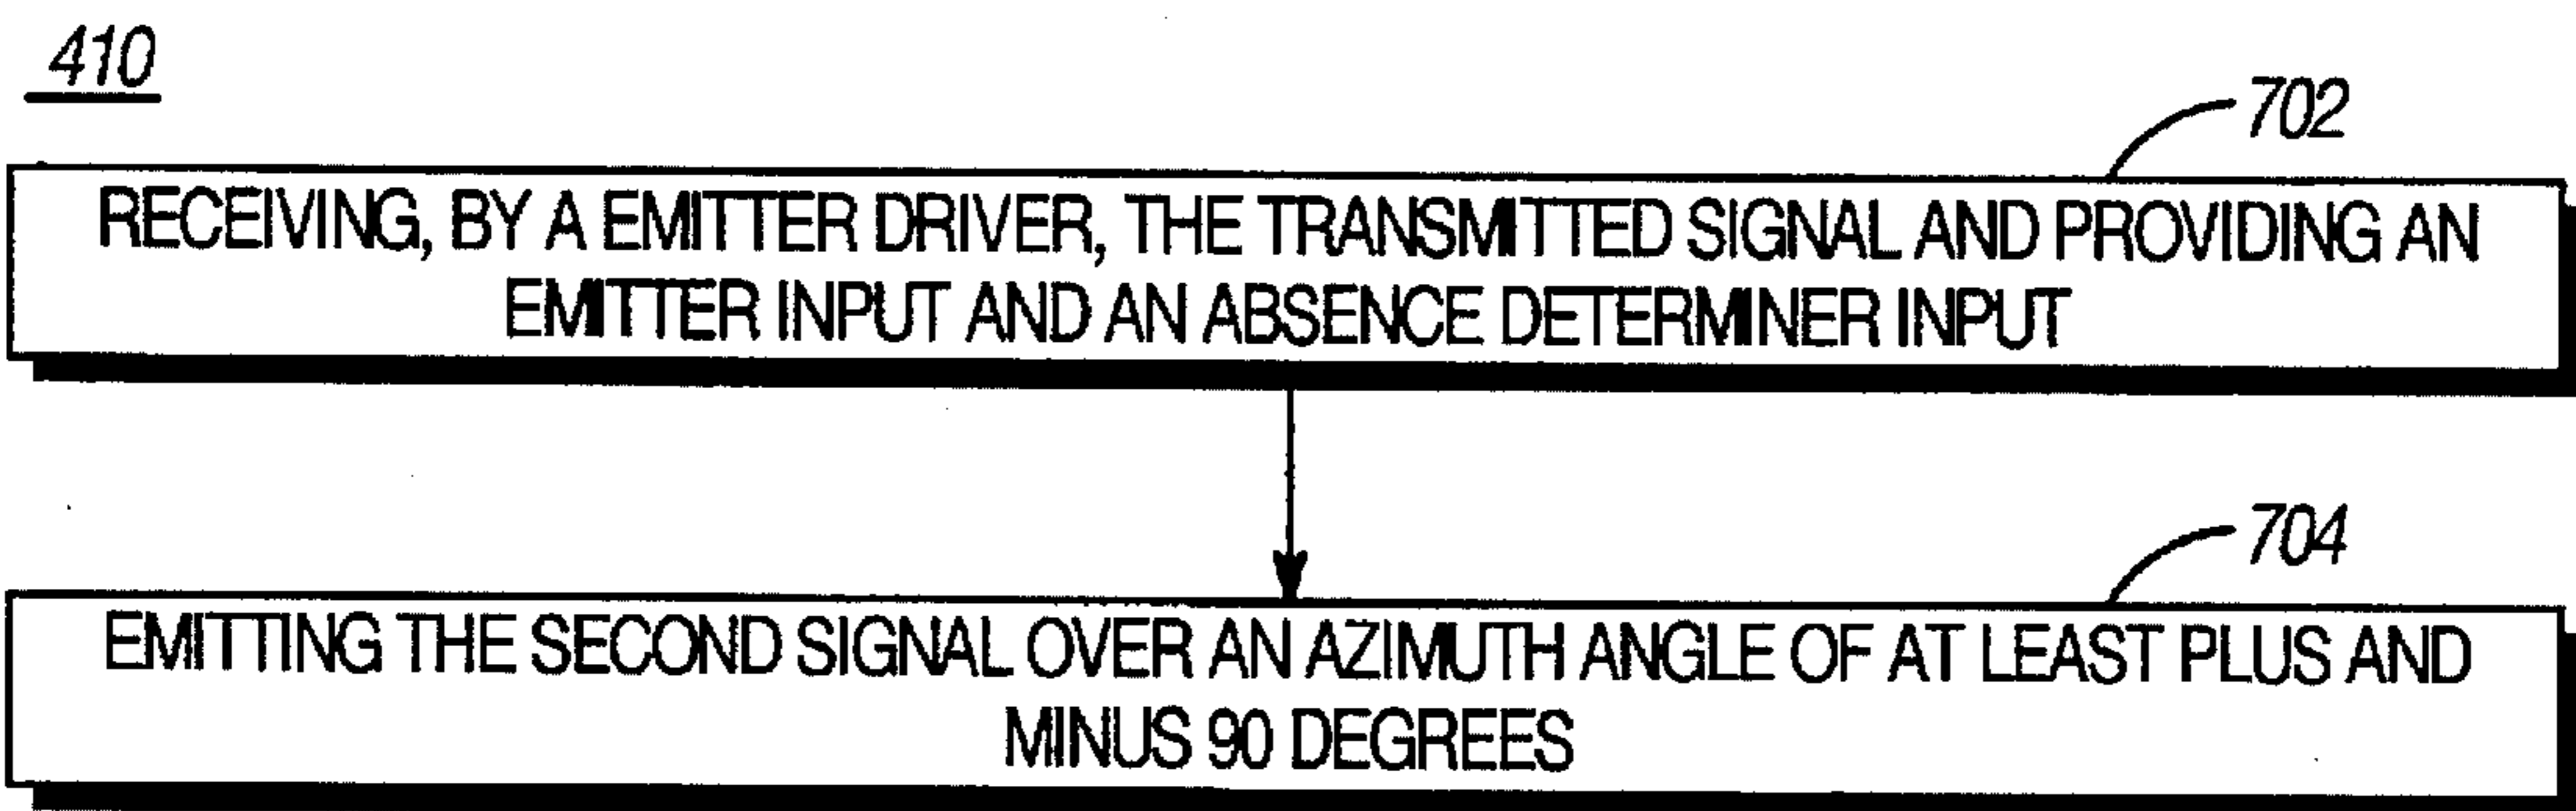 410
702
RECEIVING, BY A EMITTER DRIVER, THE TRANSMITTED SIGNAL AND PROVIDING AN
EMITTER INPUT AND AN ABSENCE DETERMINER INPUT
704
EMITTING THE SECOND SIGNAL OVER AN AZIMUTH ANGLE OF AT LEAST PLUS AND
MINUS 90 DEGREES